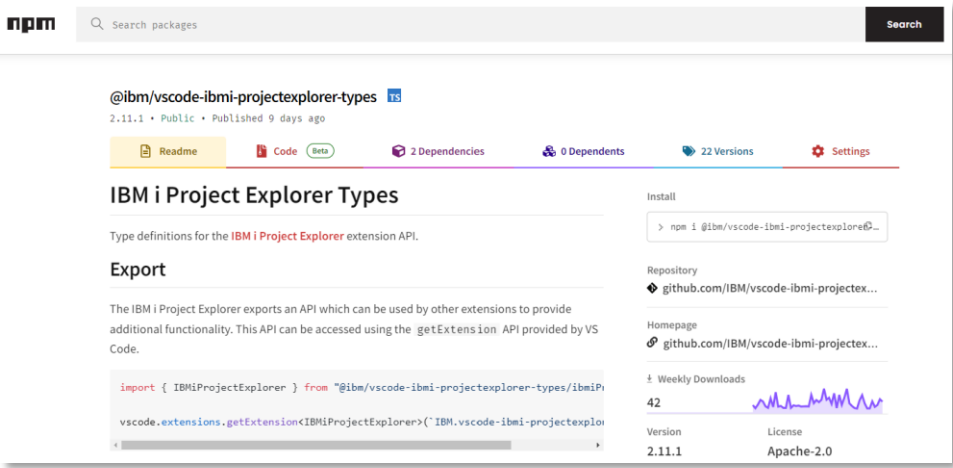 npm
Search packages
Search
@ibm/vscode-ibmi-projectexplorer-types TS
2.11.1 • Public • Published 9 days ago
Readme
Code Beta
2 Dependencies
0 Dependents
22 Versions
Settings
IBM i Project Explorer Types
Type definitions for the IBM i Project Explorer extension API.
Export
The IBM i Project Explorer exports an API which can be used by other extensions to provide
additional functionality. This API can be accessed using the getExtension API provided by VS
Code.
import { IBMiProjectExplorer } from "@ibm/vscode-ibmi-projectexplorer-types/ibmiPr
vscode.extensions.getExtension<IBMiProjectExplorer>(`IBM.vscode-ibmi-projectexplor
Install
> npm i @ibm/vscode-ibmi-projectexplore…
Repository
github.com/IBM/vscode-ibmi-projectex...
Homepage
github.com/IBM/vscode-ibmi-projectex...
Weekly Downloads
42
Version
2.11.1
License
Apache-2.0